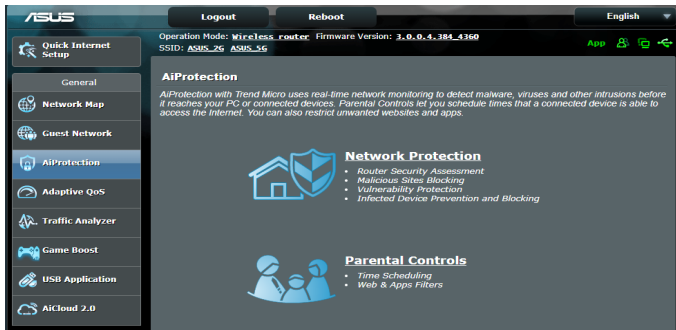 ASUS
Logout
Reboot
English
Quick Internet
Setup
Operation Mode: Wireless router Firmware Version: 3.0.0.4.384_4360
SSID: ASUS_2G ASUS_5G
App
General
Network Map
Guest Network
AiProtection
Adaptive QoS
Traffic Analyzer
Game Boost
USB Application
AiCloud 2.0
AiProtection
AiProtection with Trend Micro uses real-time network monitoring to detect malware, viruses and other intrusions before
it reaches your PC or connected devices. Parental Controls let you schedule times that a connected device is able to
access the Internet. You can also restrict unwanted websites and apps.
Network Protection
• Router Security Assessment
• Malicious Sites Blocking
• Vulnerability Protection
• Infected Device Prevention and Blocking
Parental Controls
• Time Scheduling
• Web & Apps Filters